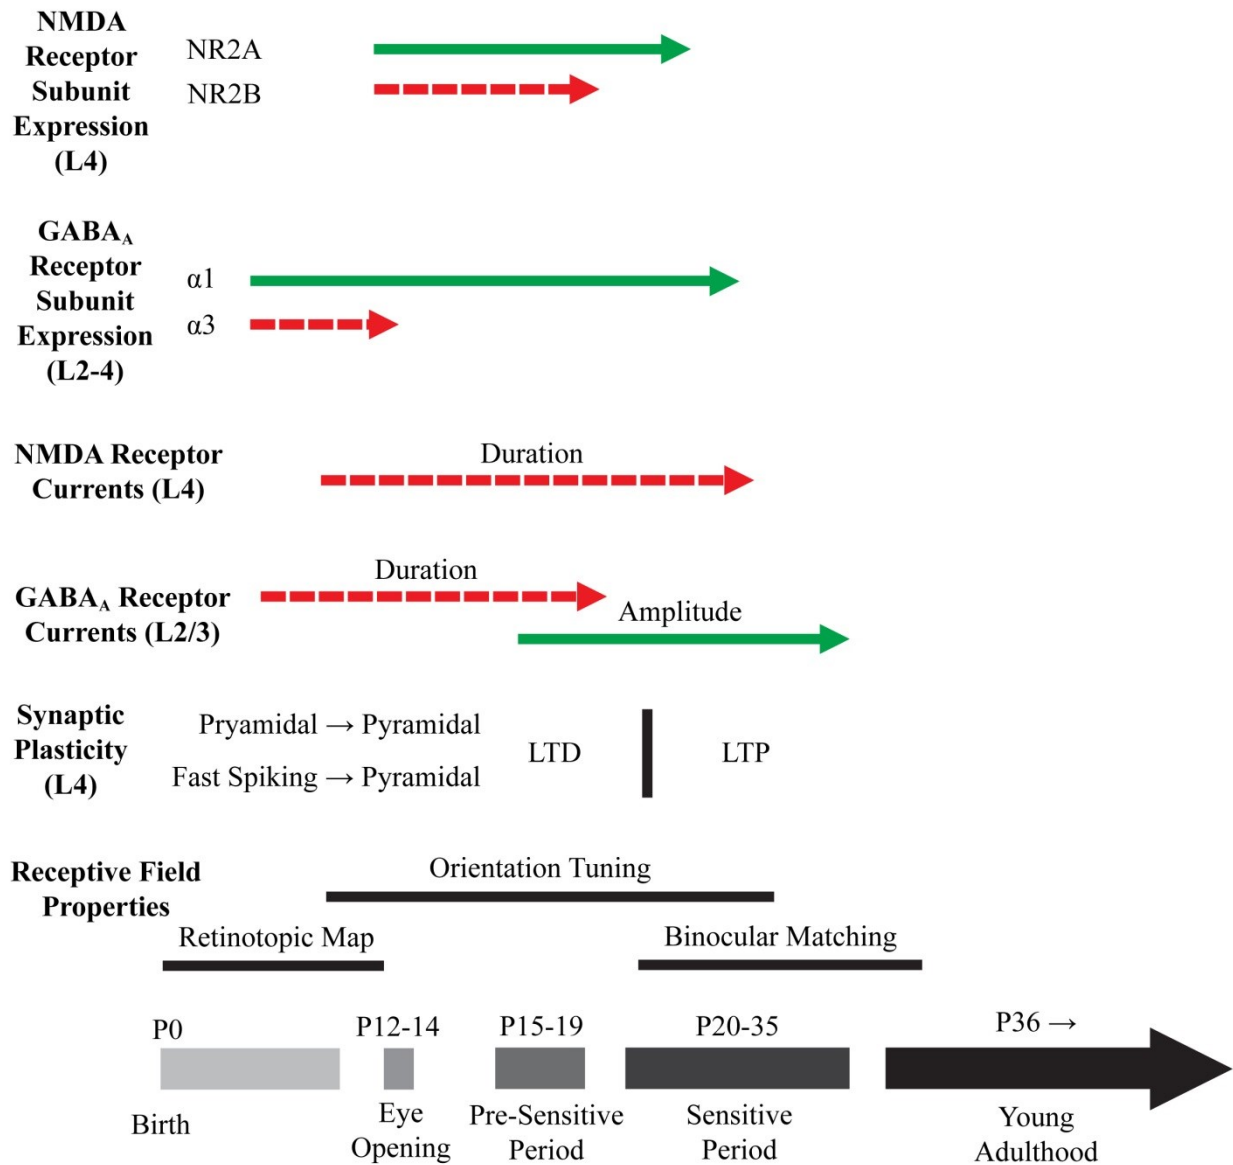 NMDA
Receptor
Subunit
Expression
(L4)
NR2A
NR2B
GABA_A
Receptor
Subunit
Expression
(L2-4)
α1
α3
NMDA Receptor
Currents (L4)
Duration
GABA_A Receptor
Currents (L2/3)
Duration
Amplitude
Synaptic
Plasticity
(L4)
Pryamidal → Pyramidal
Fast Spiking → Pyramidal
LTD
LTP
Receptive Field
Properties
Orientation Tuning
Retinotopic Map
Binocular Matching
P0
P12-14
P15-19
P20-35
P36 →
Birth
Eye
Opening
Pre-Sensitive
Period
Sensitive
Period
Young
Adulthood